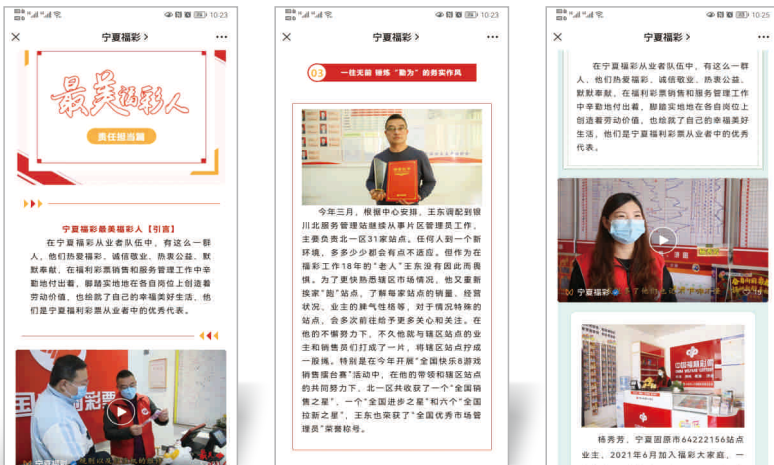 10:23
宁夏福彩 >
最美福彩人
责任担当篇
宁夏福彩最美福彩人【引言】
在宁夏福彩从业者队伍中,有这么一群
人、他们热爱福彩、诚信敬业、热衷公益、默
默奉献,在福利彩票销售和服务管理工作中辛
勤地付出着,脚踏实地地在各自岗位上创造着
劳动价值,也绘就了自己的幸福美好生活,他
们是宁夏福利彩票从业者中的优秀代表。
宁夏福彩
10:23
宁夏福彩 >
03
一往无前 锤炼“勤为”的务实作风
今年三月,根据中心安排,王东调配到银
川北服务管理站继续从事片区管理员工作,
主要负责北一区31家站点。任何人到一个新
环境,多多少少都会有点不适应。但作为在
福彩工作18年的“老人”王东没有因此而畏
惧。为了更快熟悉辖区市场情况,他又重新
挨家“跑”站点,了解每家站点的销量、经营
状况、业主的脾气性格等,对于情况特殊的
站点,会多次前往给予更多关心和关注。在
他的不懈努力下,不久他就与辖区站点的业
主和销售员们打成了一片,将辖区站点拧成
一股绳。特别是在今年开展“全国快乐8游戏
销售擂台赛”活动中,在他的带领和辖区站点
的共同努力下,北一区共收获了一个“全国销
售之星”、一个“全国进步之星”和六个“全国
拉新之星”,王东也荣获了“全国优秀市场管
理员”荣誉称号。
10:25
宁夏福彩 >
在宁夏福彩从业者队伍中,有这么一群
人、他们热爱福彩、诚信敬业、热衷公益、
默默奉献,在福利彩票销售和服务管理工作
中辛勤地付出着,脚踏实地地在各自岗位上
创造着劳动价值,也绘就了自己的幸福美好
生活,他们是宁夏福利彩票从业者中的优秀
代表。
宁夏福彩
中国福利彩票
杨秀芳,宁夏固原市64222156站点
业主,2021年6月加入福彩大家庭,一